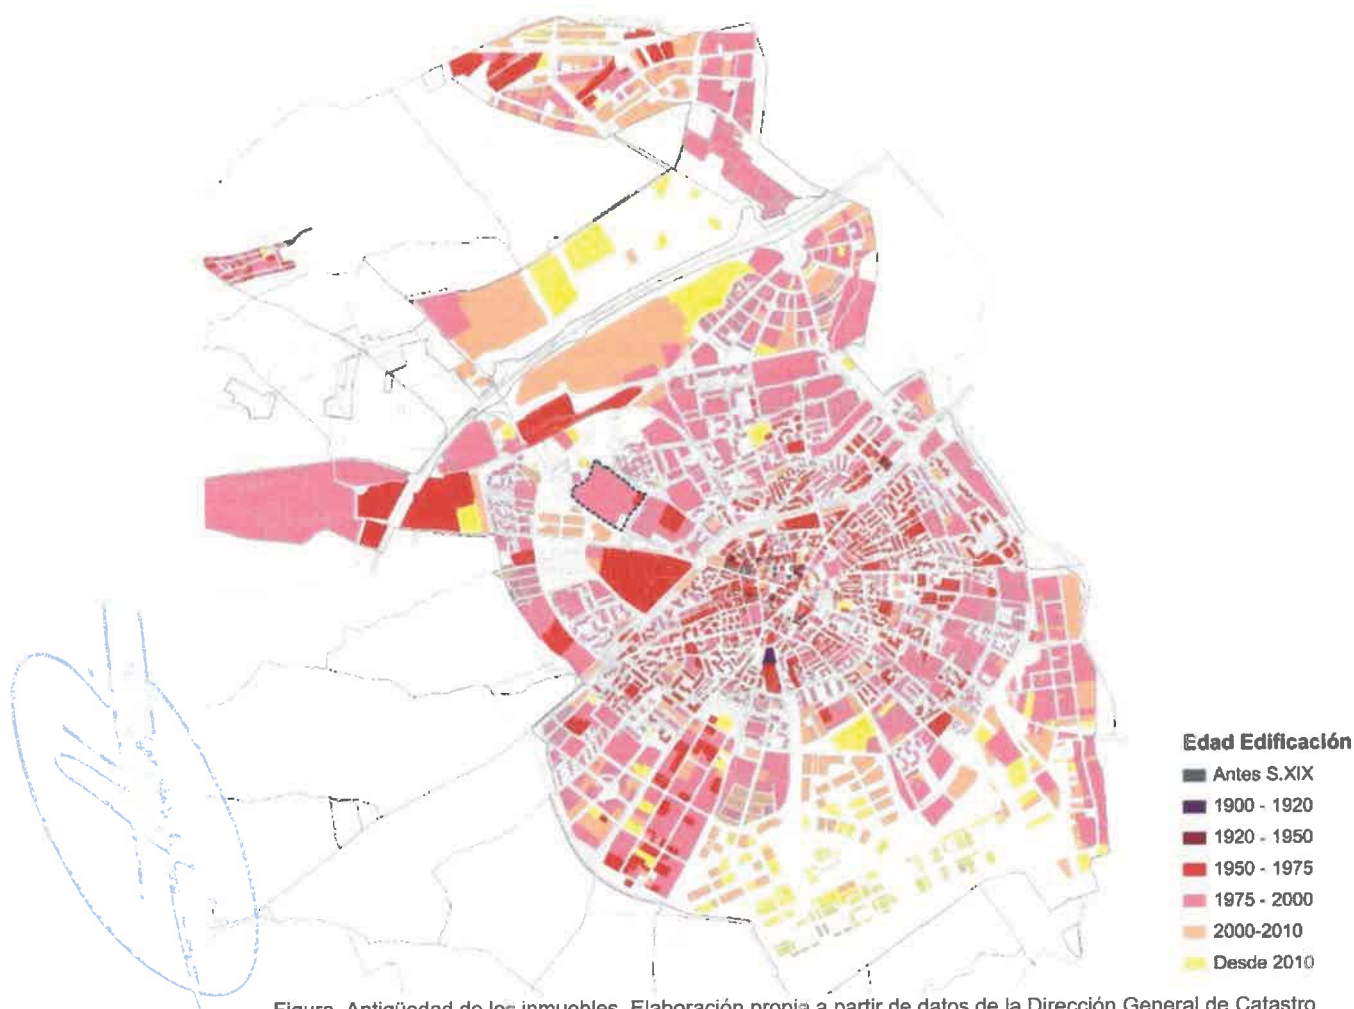 Edad Edificación
Antes S.XIX
1900 - 1920
1920 - 1950
1950 - 1975
1975 - 2000
2000-2010
Desde 2010
Figura. Antigüedad de los inmuebles. Elaboración propia a partir de datos de la Dirección General de Catastro